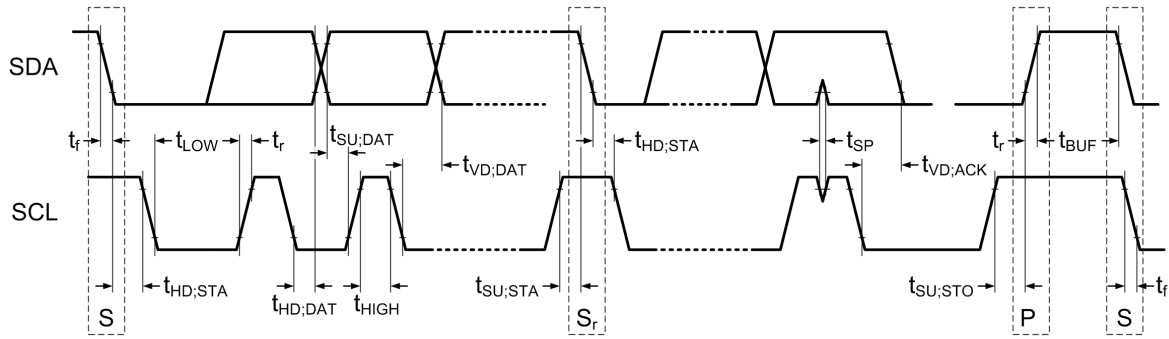 SDA
t_f t_LOW t_r t_SU;DAT t_VD;DAT t_HD;STA t_SP t_VD;ACK t_r t_BUF
SCL
t_HD;STA t_HD;DAT t_HIGH t_SU;STA t_SU;STO t_f
S S_r P S